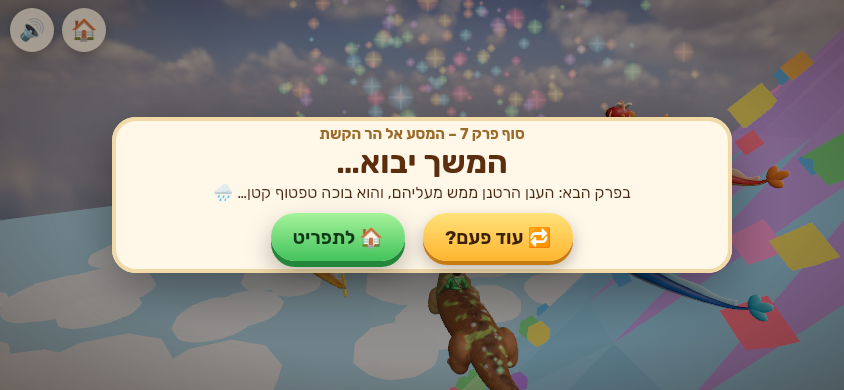 סוף פרק 7 – המסע אל הר הקשת
המשך יבוא...
בפרק הבא: הענן הרטנן ממש מעליהם, והוא בוכה טפטוף קטן... 🌧️
🔁 עוד פעם?
🏠 לתפריט